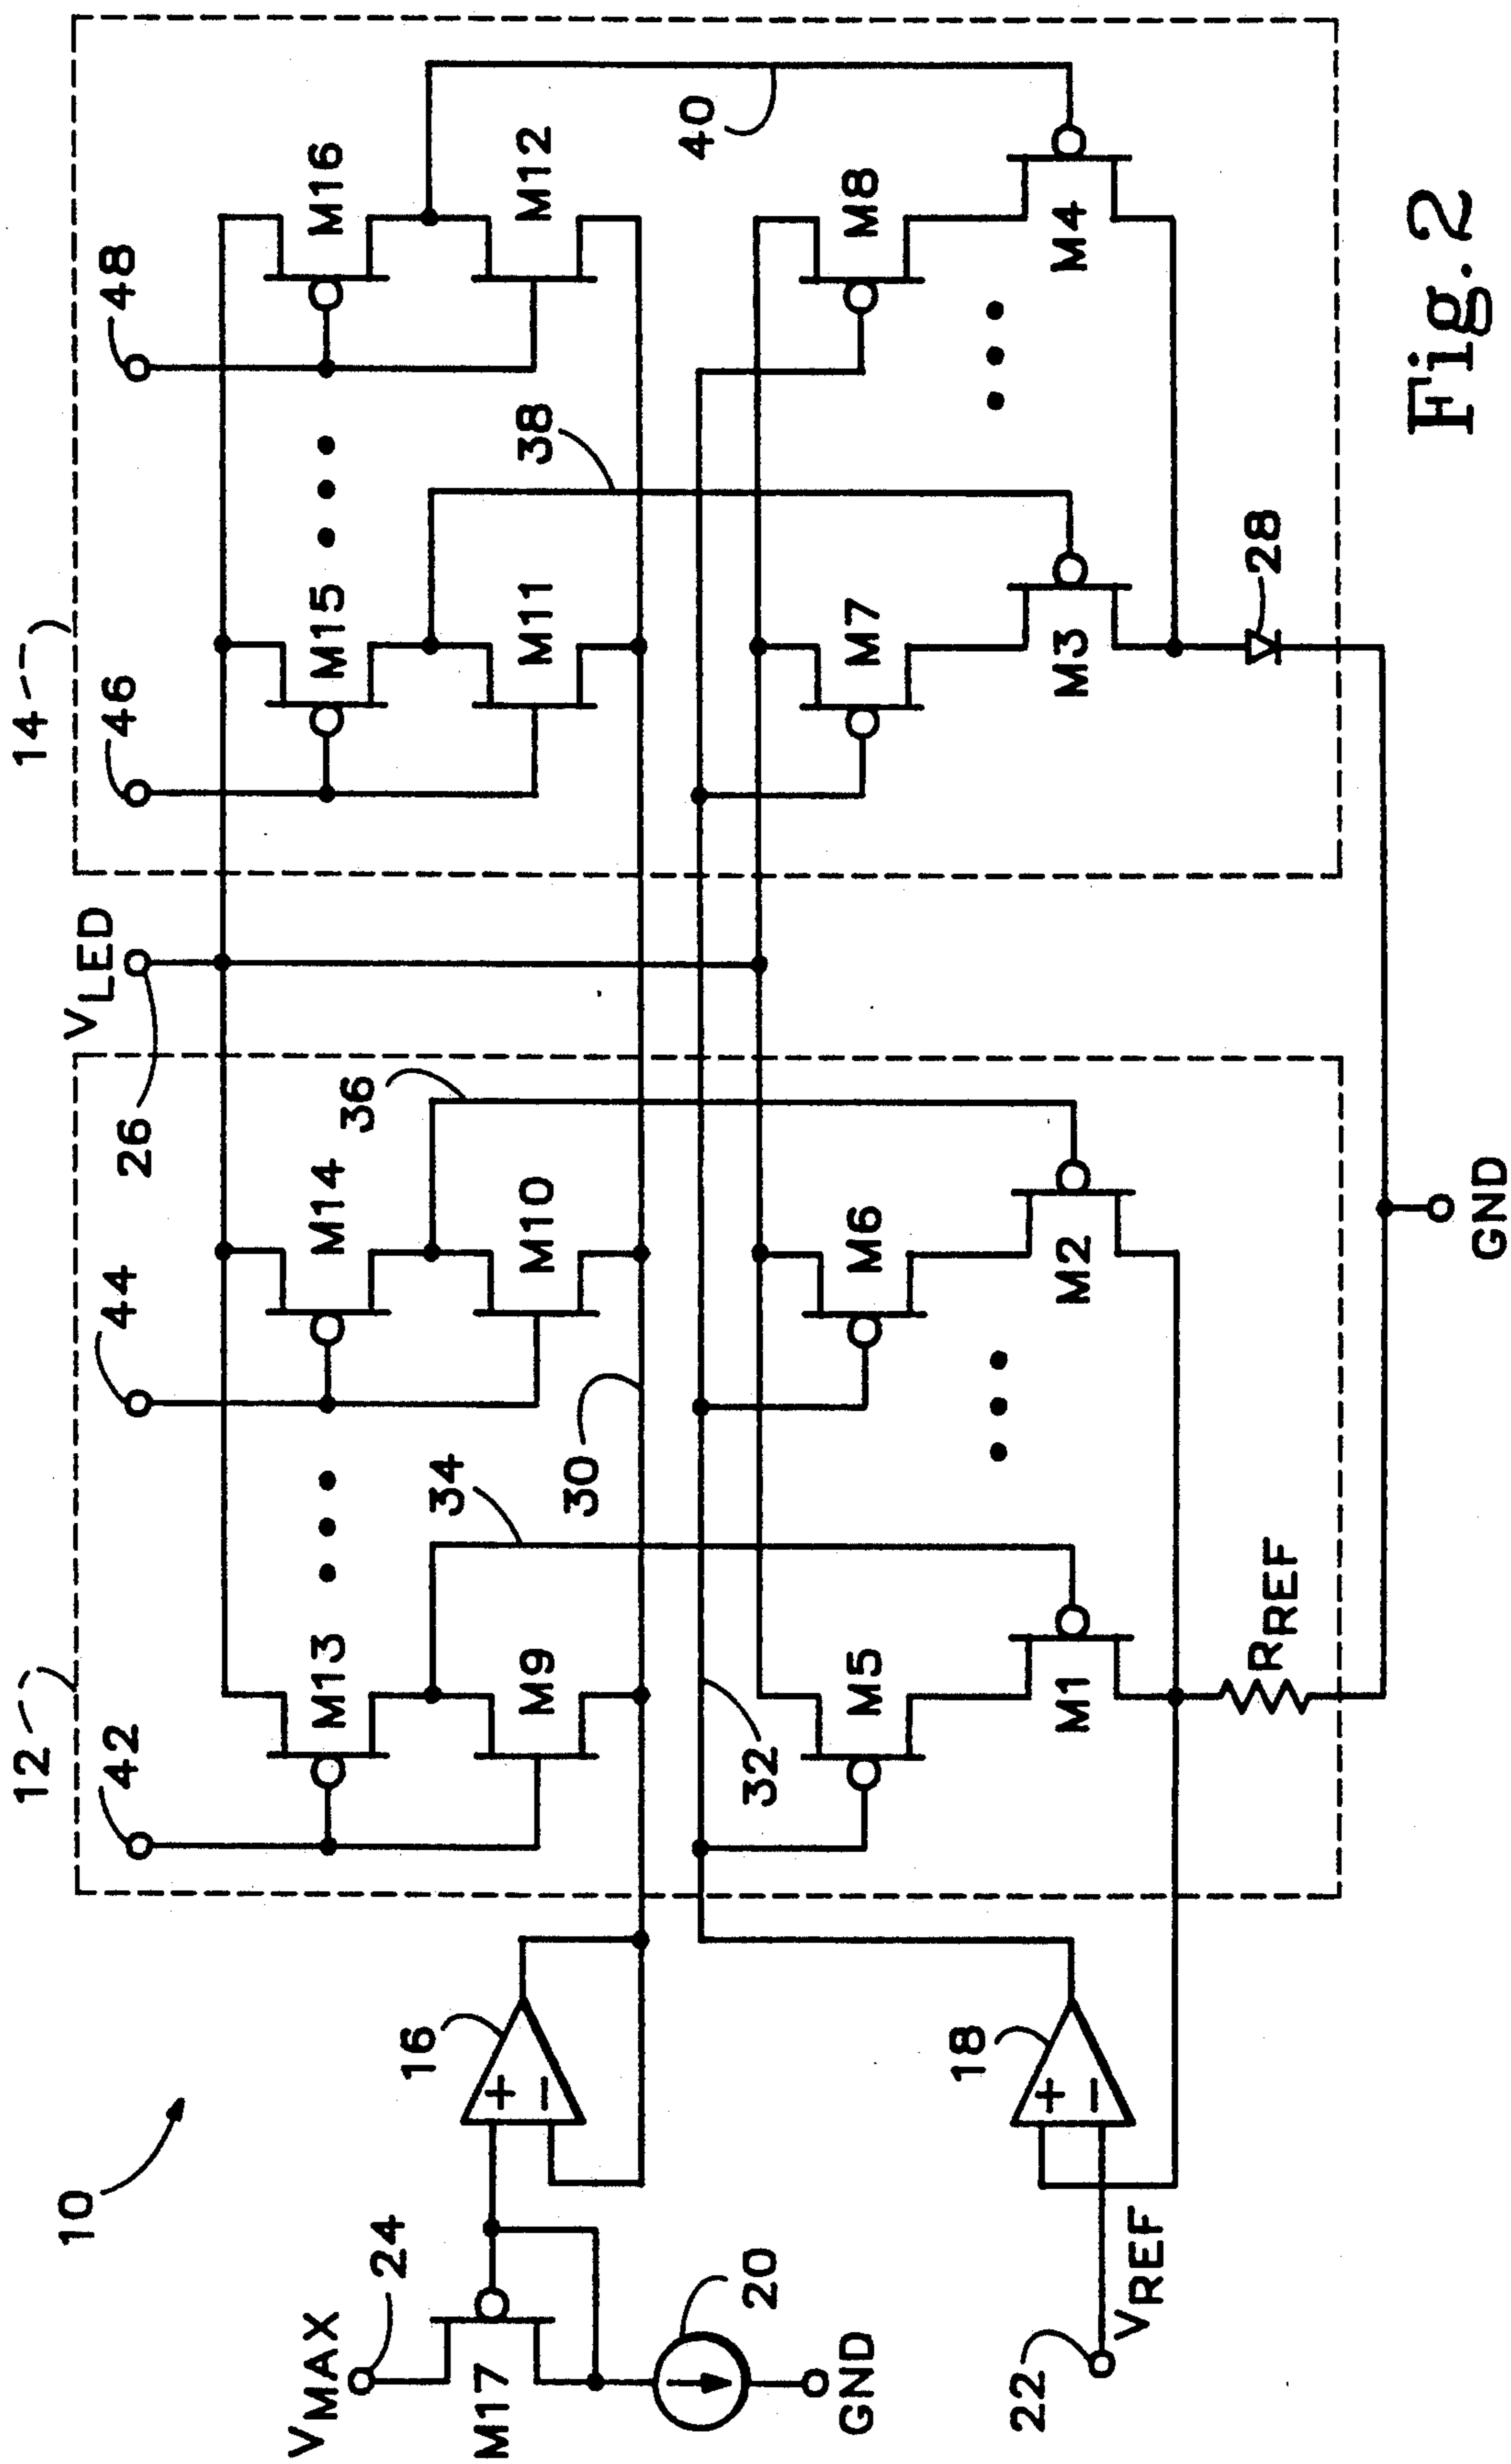 10
12
14
42
44
V_LED
26
46
48
M13
M14
M15
M16
34
36
38
M9
M10
M11
M12
30
40
V_MAX
24
M17
16
+
−
20
GND
32
M5
M6
M7
M8
M1
M2
M3
M4
18
+
−
22
V_REF
R_REF
28
GND
Fig. 2